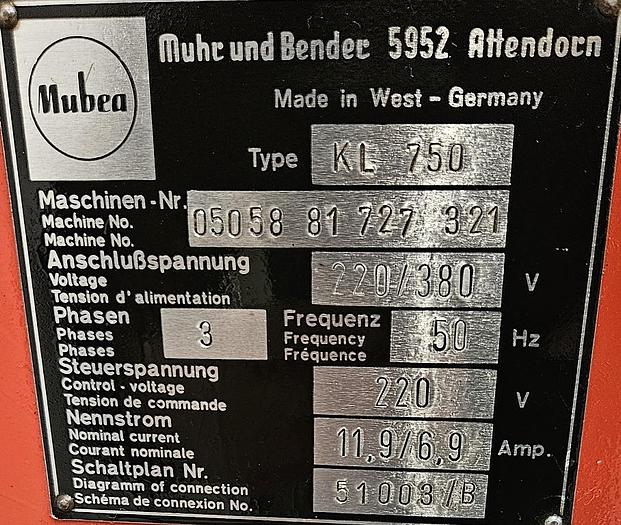 Mubea
Muhr und Bender 5952 Attendorn
Made in West - Germany
Type KL 750
Maschinen - Nr.
Machine No.
Machine No.
05058 81 727 321
Anschlußspannung
Voltage
Tension d'alimentation
220/380 V
Phasen
Phases
Phases
3
Frequenz
Frequency
Fréquence
50 Hz
Steuerspannung
Control - voltage
Tension de commande
220 V
Nennstrom
Nominal current
Courant nominale
11,9/6,9 Amp.
Schaltplan Nr.
Diagramm of connection
Schéma de connexion No.
51003/B